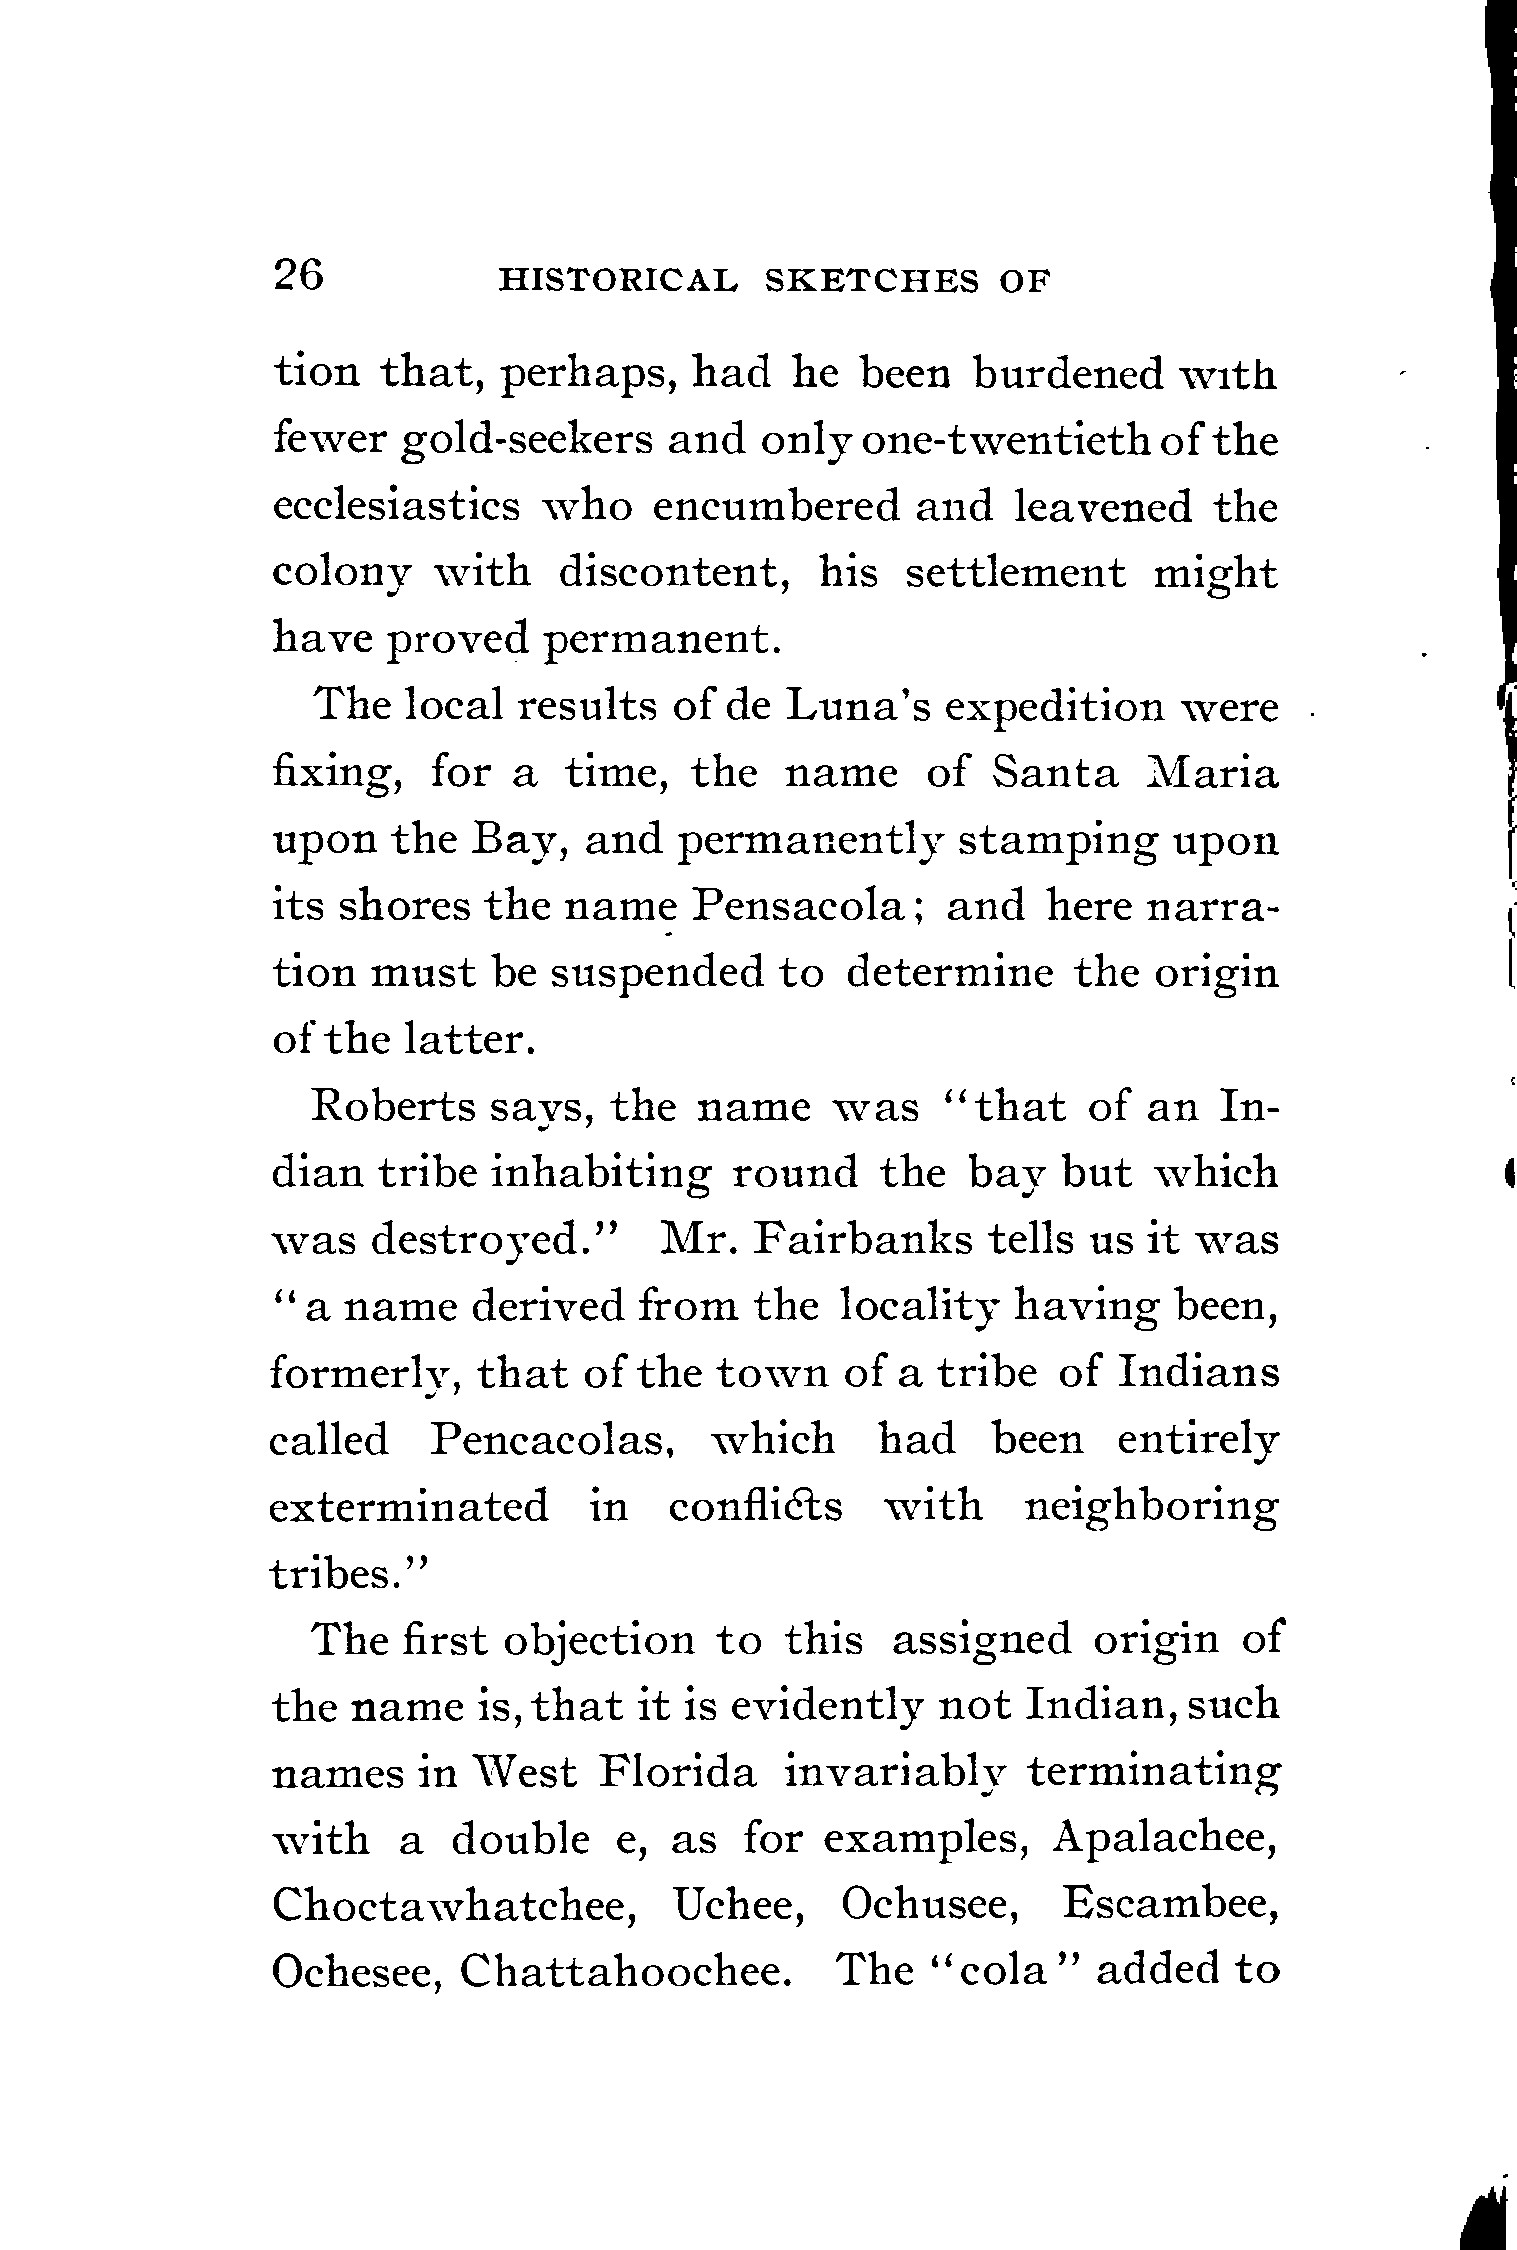 26 HISTORICAL SKETCHES OF
tion that, perhaps, had he been burdened with
fewer gold-seekers and only one-twentieth of the
ecclesiastics who encumbered and leavened the
colony with discontent, his settlement might
have proved permanent.
The local results of de Luna's expedition were
fixing, for a time, the name of Santa Maria
upon the Bay, and permanently stamping upon
its shores the name Pensacola; and here narra-
tion must be suspended to determine the origin
of the latter.
Roberts says, the name was "that of an In-
dian tribe inhabiting round the bay but which
was destroyed." Mr. Fairbanks tells us it was
"a name derived from the locality having been,
formerly, that of the town of a tribe of Indians
called Pencacolas, which had been entirely
exterminated in conflicts with neighboring
tribes."
The first objection to this assigned origin of
the name is, that it is evidently not Indian, such
names in West Florida invariably terminating
with a double e, as for examples, Apalachee,
Choctawhatchee, Uchee, Ochusee, Escambee,
Ochesee, Chattahoochee. The "cola" added to